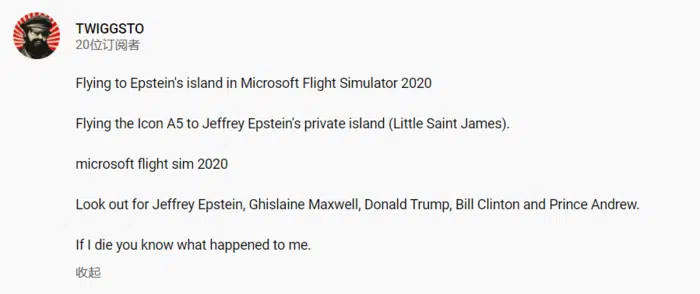 TWIGGSTO
20位订阅者
Flying to Epstein's island in Microsoft Flight Simulator 2020
Flying the Icon A5 to Jeffrey Epstein's private island (Little Saint James).
microsoft flight sim 2020
Look out for Jeffrey Epstein, Ghislaine Maxwell, Donald Trump, Bill Clinton and Prince Andrew.
If I die you know what happened to me.
收起